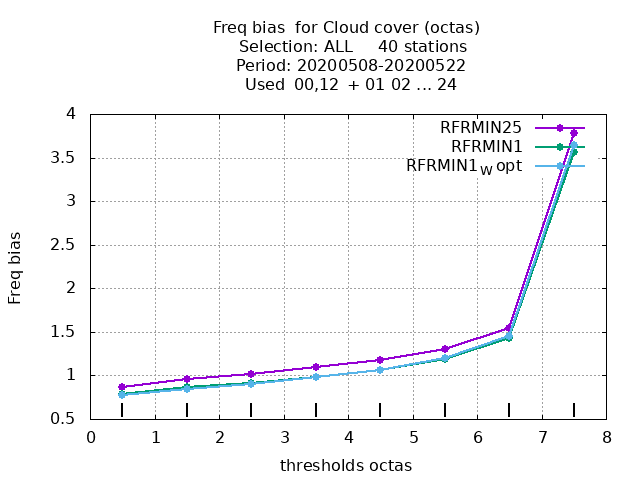 Freq bias for Cloud cover (octas)
Selection: ALL 40 stations
Period: 20200508-20200522
Used 00,12 + 01 02 ... 24
RFRMIN25
RFRMIN1
RFRMIN1W opt
4
3.5
3
2.5
2
1.5
1
0.5
Freq bias
0 1 2 3 4 5 6 7 8
thresholds octas